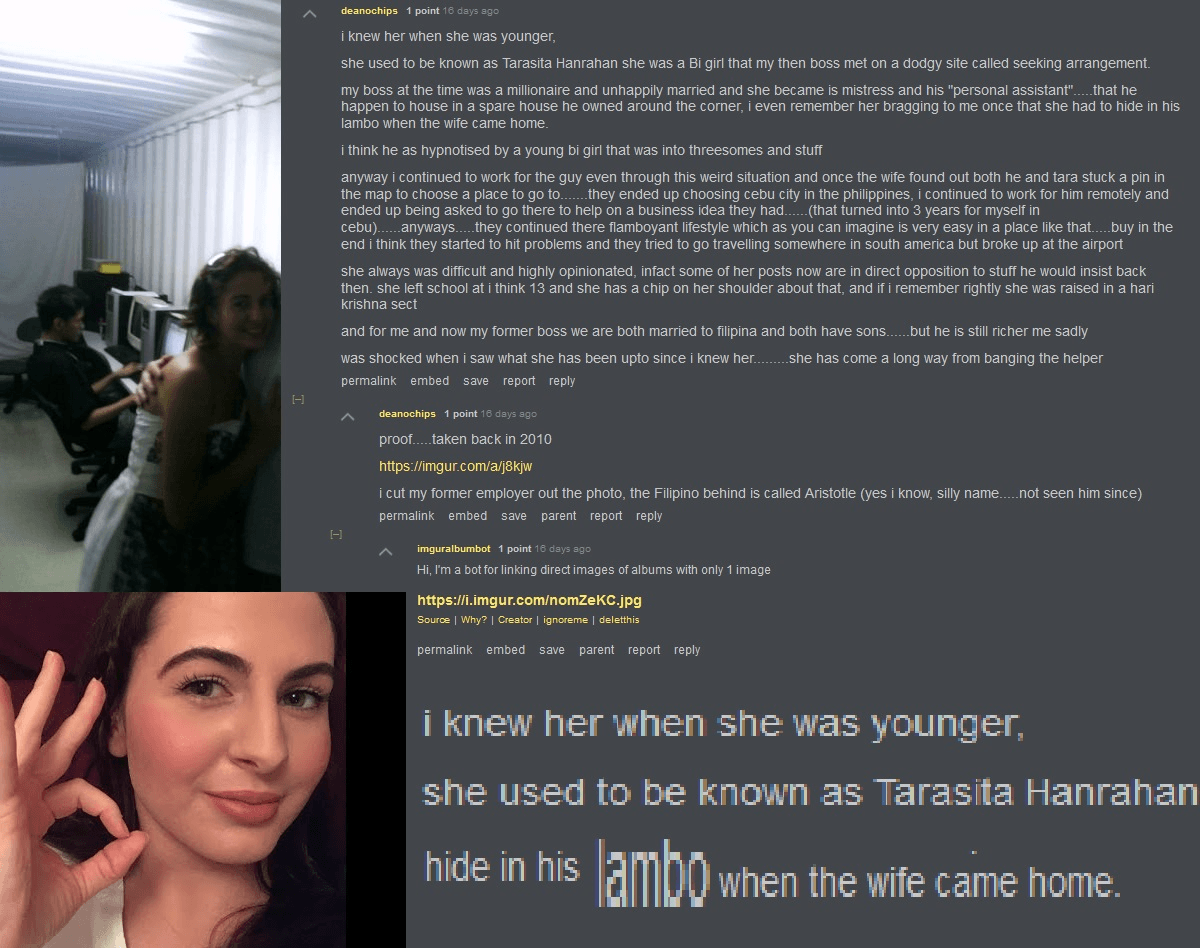 deanochips 1 point 16 days ago
i knew her when she was younger,
she used to be known as Tarasita Hanrahan she was a Bi girl that my then boss met on a dodgy site called seeking arrangement.
my boss at the time was a millionaire and unhappily married and she became is mistress and his "personal assistant".....that he
happen to house in a spare house he owned around the corner, i even remember her bragging to me once that she had to hide in his
lambo when the wife came home.
i think he as hypnotised by a young bi girl that was into threesomes and stuff
anyway i continued to work for the guy even through this weird situation and once the wife found out both he and tara stuck a pin in
the map to choose a place to go to.......they ended up choosing cebu city in the philippines, i continued to work for him remotely and
ended up being asked to go there to help on a business idea they had......(that turned into 3 years for myself in
cebu)......anyways.....they continued there flamboyant lifestyle which as you can imagine is very easy in a place like that.....buy in the
end i think they started to hit problems and they tried to go travelling somewhere in south america but broke up at the airport
she always was difficult and highly opinionated, infact some of her posts now are in direct opposition to stuff he would insist back
then. she left school at i think 13 and she has a chip on her shoulder about that, and if i remember rightly she was raised in a hari
krishna sect
and for me and now my former boss we are both married to filipina and both have sons......but he is still richer me sadly
was shocked when i saw what she has been upto since i knew her.........she has come a long way from banging the helper
permalink embed save report reply
[–]
deanochips 1 point 16 days ago
proof.....taken back in 2010
https://imgur.com/a/j8kjw
i cut my former employer out the photo, the Filipino behind is called Aristotle (yes i know, silly name.....not seen him since)
permalink embed save parent report reply
[–]
imguralbumbot 1 point 16 days ago
Hi, I'm a bot for linking direct images of albums with only 1 image
https://i.imgur.com/nomZeKC.jpg
Source | Why? | Creator | ignoreme | deletthis
permalink embed save parent report reply
i knew her when she was younger,
she used to be known as Tarasita Hanrahan
hide in his lambo when the wife came home.